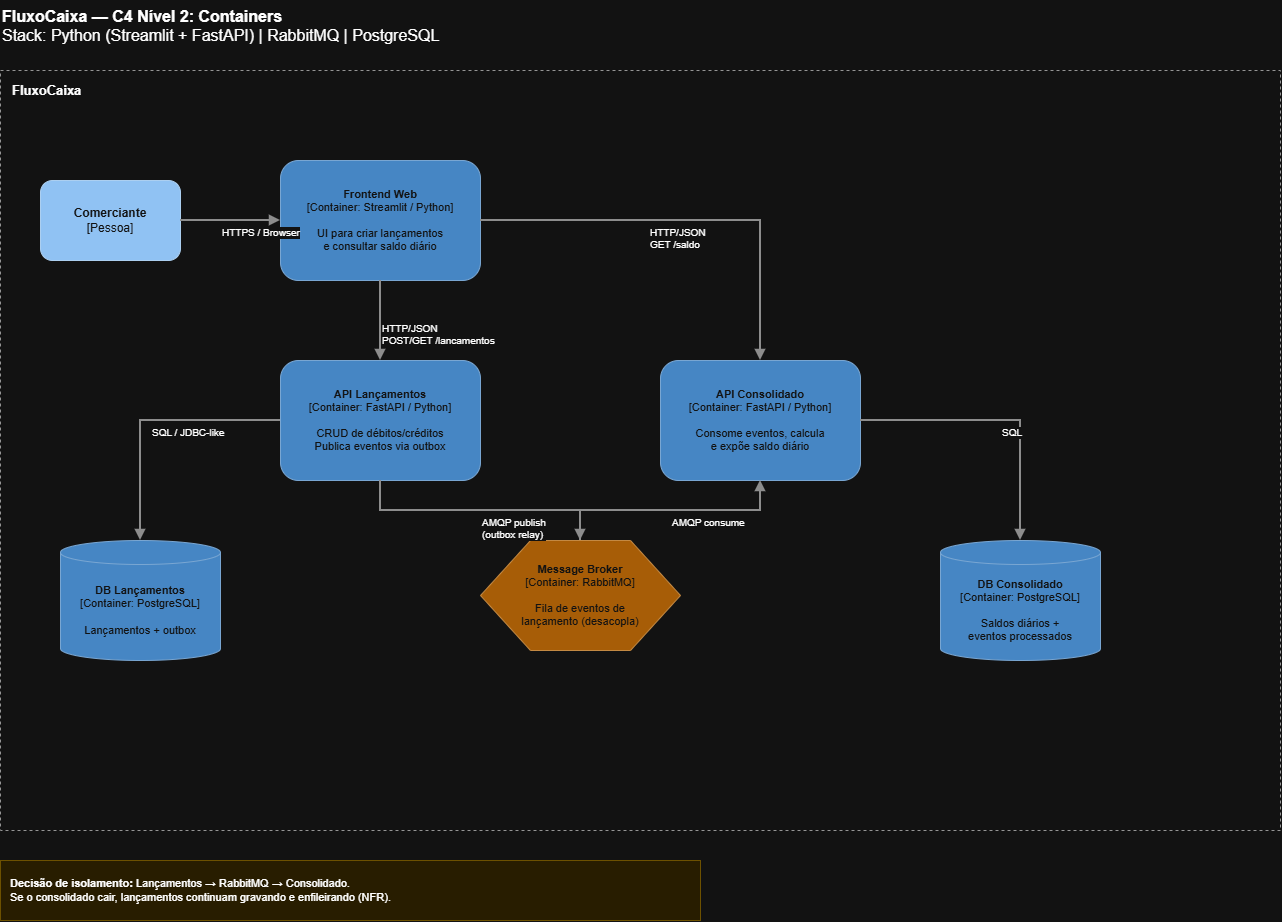 FluxoCaixa — C4 Nível 2: Containers
Stack: Python (Streamlit + FastAPI) | RabbitMQ | PostgreSQL
FluxoCaixa
Comerciante
[Pessoa]
HTTPS / Browser
Frontend Web
[Container: Streamlit / Python]
UI para criar lançamentos
e consultar saldo diário
HTTP/JSON
GET /saldo
HTTP/JSON
POST/GET /lancamentos
API Lançamentos
[Container: FastAPI / Python]
CRUD de débitos/créditos
Publica eventos via outbox
API Consolidado
[Container: FastAPI / Python]
Consome eventos, calcula
e expõe saldo diário
SQL / JDBC-like
SQL
AMQP publish
(outbox relay)
AMQP consume
DB Lançamentos
[Container: PostgreSQL]
Lançamentos + outbox
Message Broker
[Container: RabbitMQ]
Fila de eventos de
lançamento (desacopla)
DB Consolidado
[Container: PostgreSQL]
Saldos diários +
eventos processados
Decisão de isolamento: Lançamentos → RabbitMQ → Consolidado.
Se o consolidado cair, lançamentos continuam gravando e enfileirando (NFR).